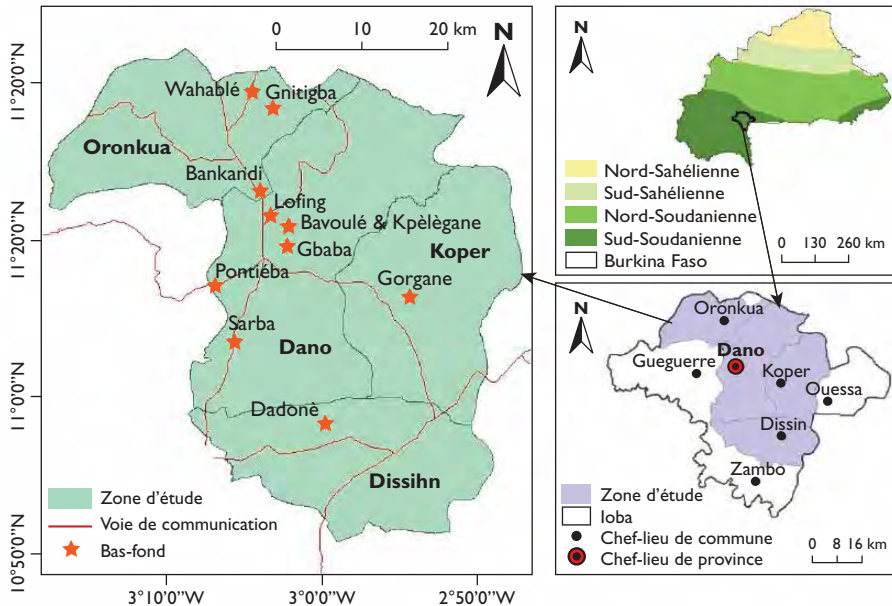 0 10 20 km
N
11°20'0''N
11°20'0''N
11°0'0''N
10°50'0''N
Wahablé
Gnitigba
Oronkua
Bankaridi
Lofing
Bavoulé & Kpèlègane
Gbaba
Koper
Pontiéba
Gorgane
Sarba
Dano
Dadonè
Dissihn
Zone d'étude
Voie de communication
Bas-fond
3°10'0''W 3°00'0''W 2°50'0''W
N
Nord-Sahélienne
Sud-Sahélienne
Nord-Soudanienne
Sud-Soudanienne
Burkina Faso
0 130 260 km
N
Oronkua
Dano
Gueguerre
Koper
Ouessa
Dissin
Zambo
Zone d'étude
Ioba
Chef-lieu de commune
Chef-lieu de province
0 8 16 km